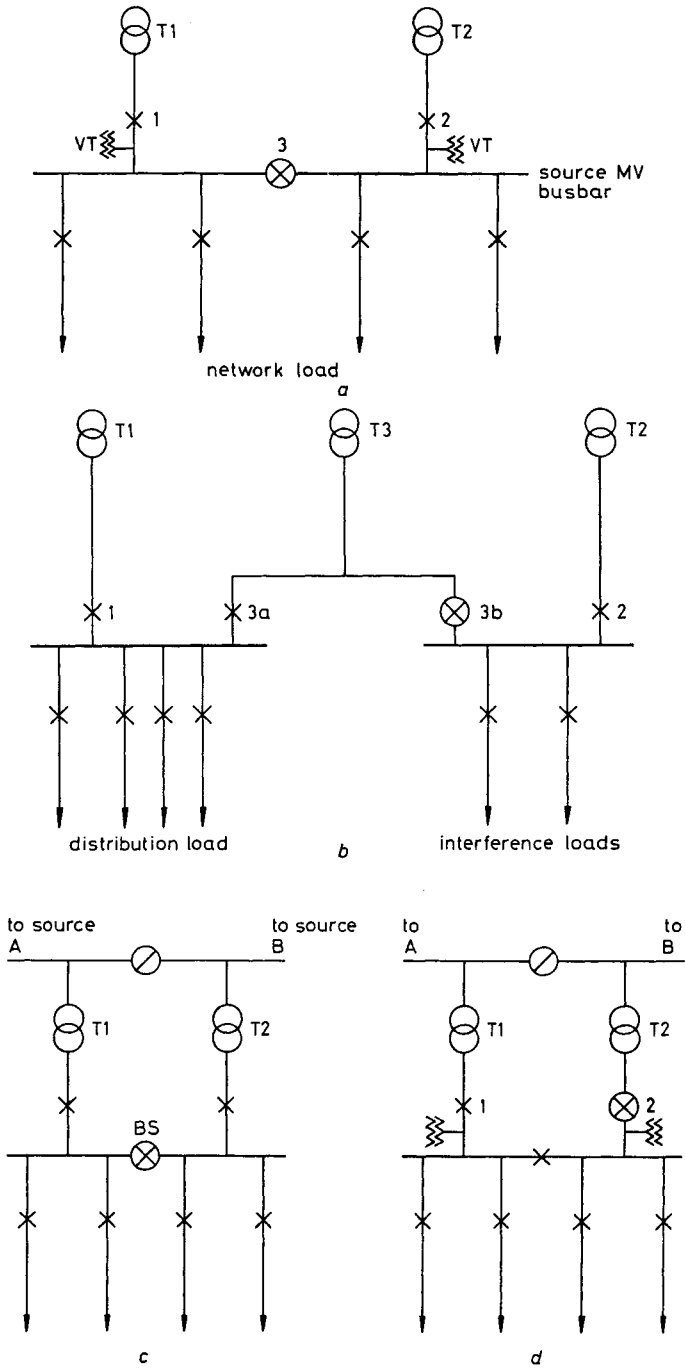 T1
T2
1
2
VT
3
VT
source MV
busbar
network load
a
T1
T3
T2
1
3a
3b
2
distribution load
b
interference loads
to source
A
to source
B
to
A
to
B
T1
T2
T1
T2
BS
1
2
c
d